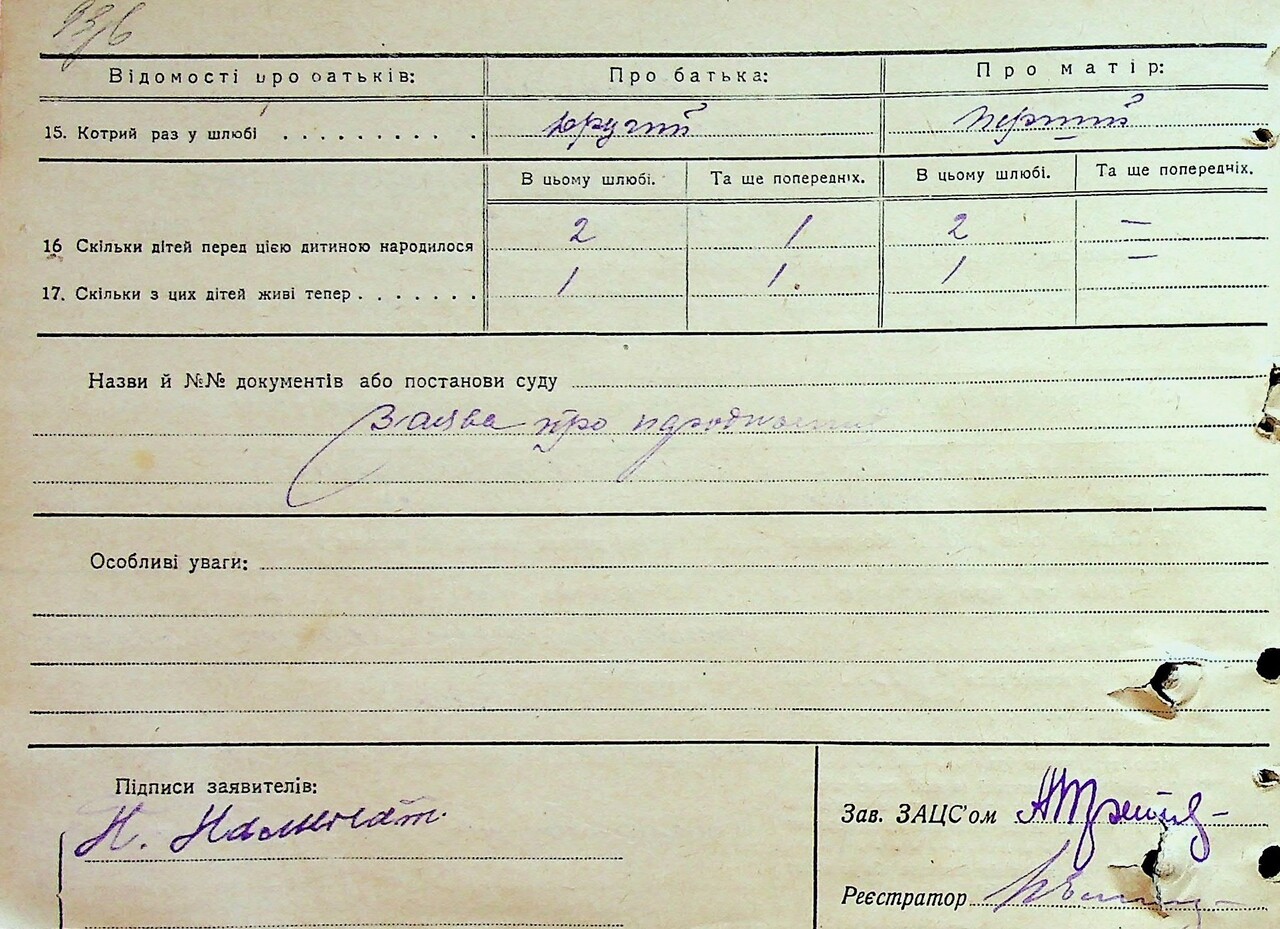 Відомості про батьків: Про батька: Про матір:
15. Котрий раз у шлюбі . . . . . . . . . . другий перший
В цьому шлюбі. Та ще попередніх. В цьому шлюбі. Та ще попередніх.
16 Скільки дітей перед цією дитиною народилося 2 1 2 —
17. Скільки з цих дітей живі тепер . . . . . . . 1 1 1 —
Назви й №№ документів або постанови суду
Заява про
Особливі уваги:
Підписи заявителів:
Н.
Зав. ЗАЦС'ом
Реєстратор